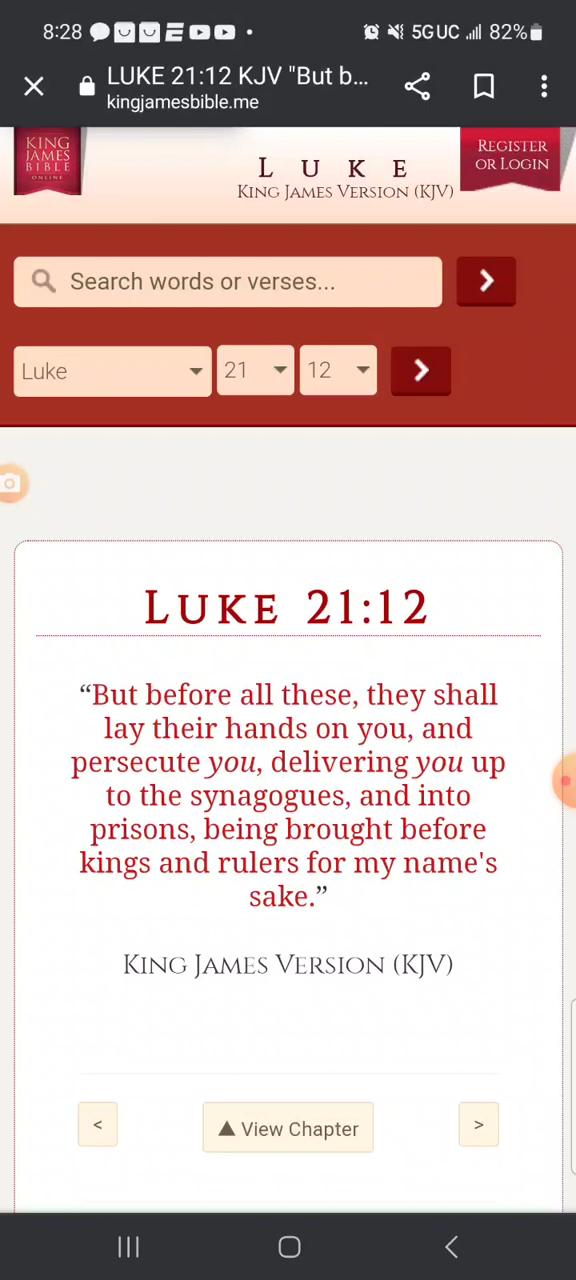 8:28
5GUC 82%
LUKE 21:12 KJV "But b...
kingjamesbible.me
KING
JAMES
BIBLE
ONLINE
LUKE
KING JAMES VERSION (KJV)
REGISTER
OR LOGIN
Search words or verses...
Luke 21 12
LUKE 21:12
“But before all these, they shall
lay their hands on you, and
persecute you, delivering you up
to the synagogues, and into
prisons, being brought before
kings and rulers for my name's
sake.”
KING JAMES VERSION (KJV)
< ▲ View Chapter >